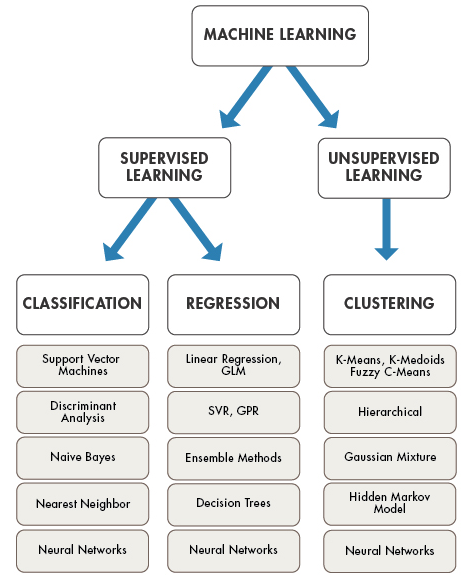 MACHINE LEARNING
SUPERVISED
LEARNING
UNSUPERVISED
LEARNING
CLASSIFICATION
Support Vector
Machines
Discriminant
Analysis
Naive Bayes
Nearest Neighbor
Neural Networks
REGRESSION
Linear Regression,
GLM
SVR, GPR
Ensemble Methods
Decision Trees
Neural Networks
CLUSTERING
K-Means, K-Medoids
Fuzzy C-Means
Hierarchical
Gaussian Mixture
Hidden Markov
Model
Neural Networks